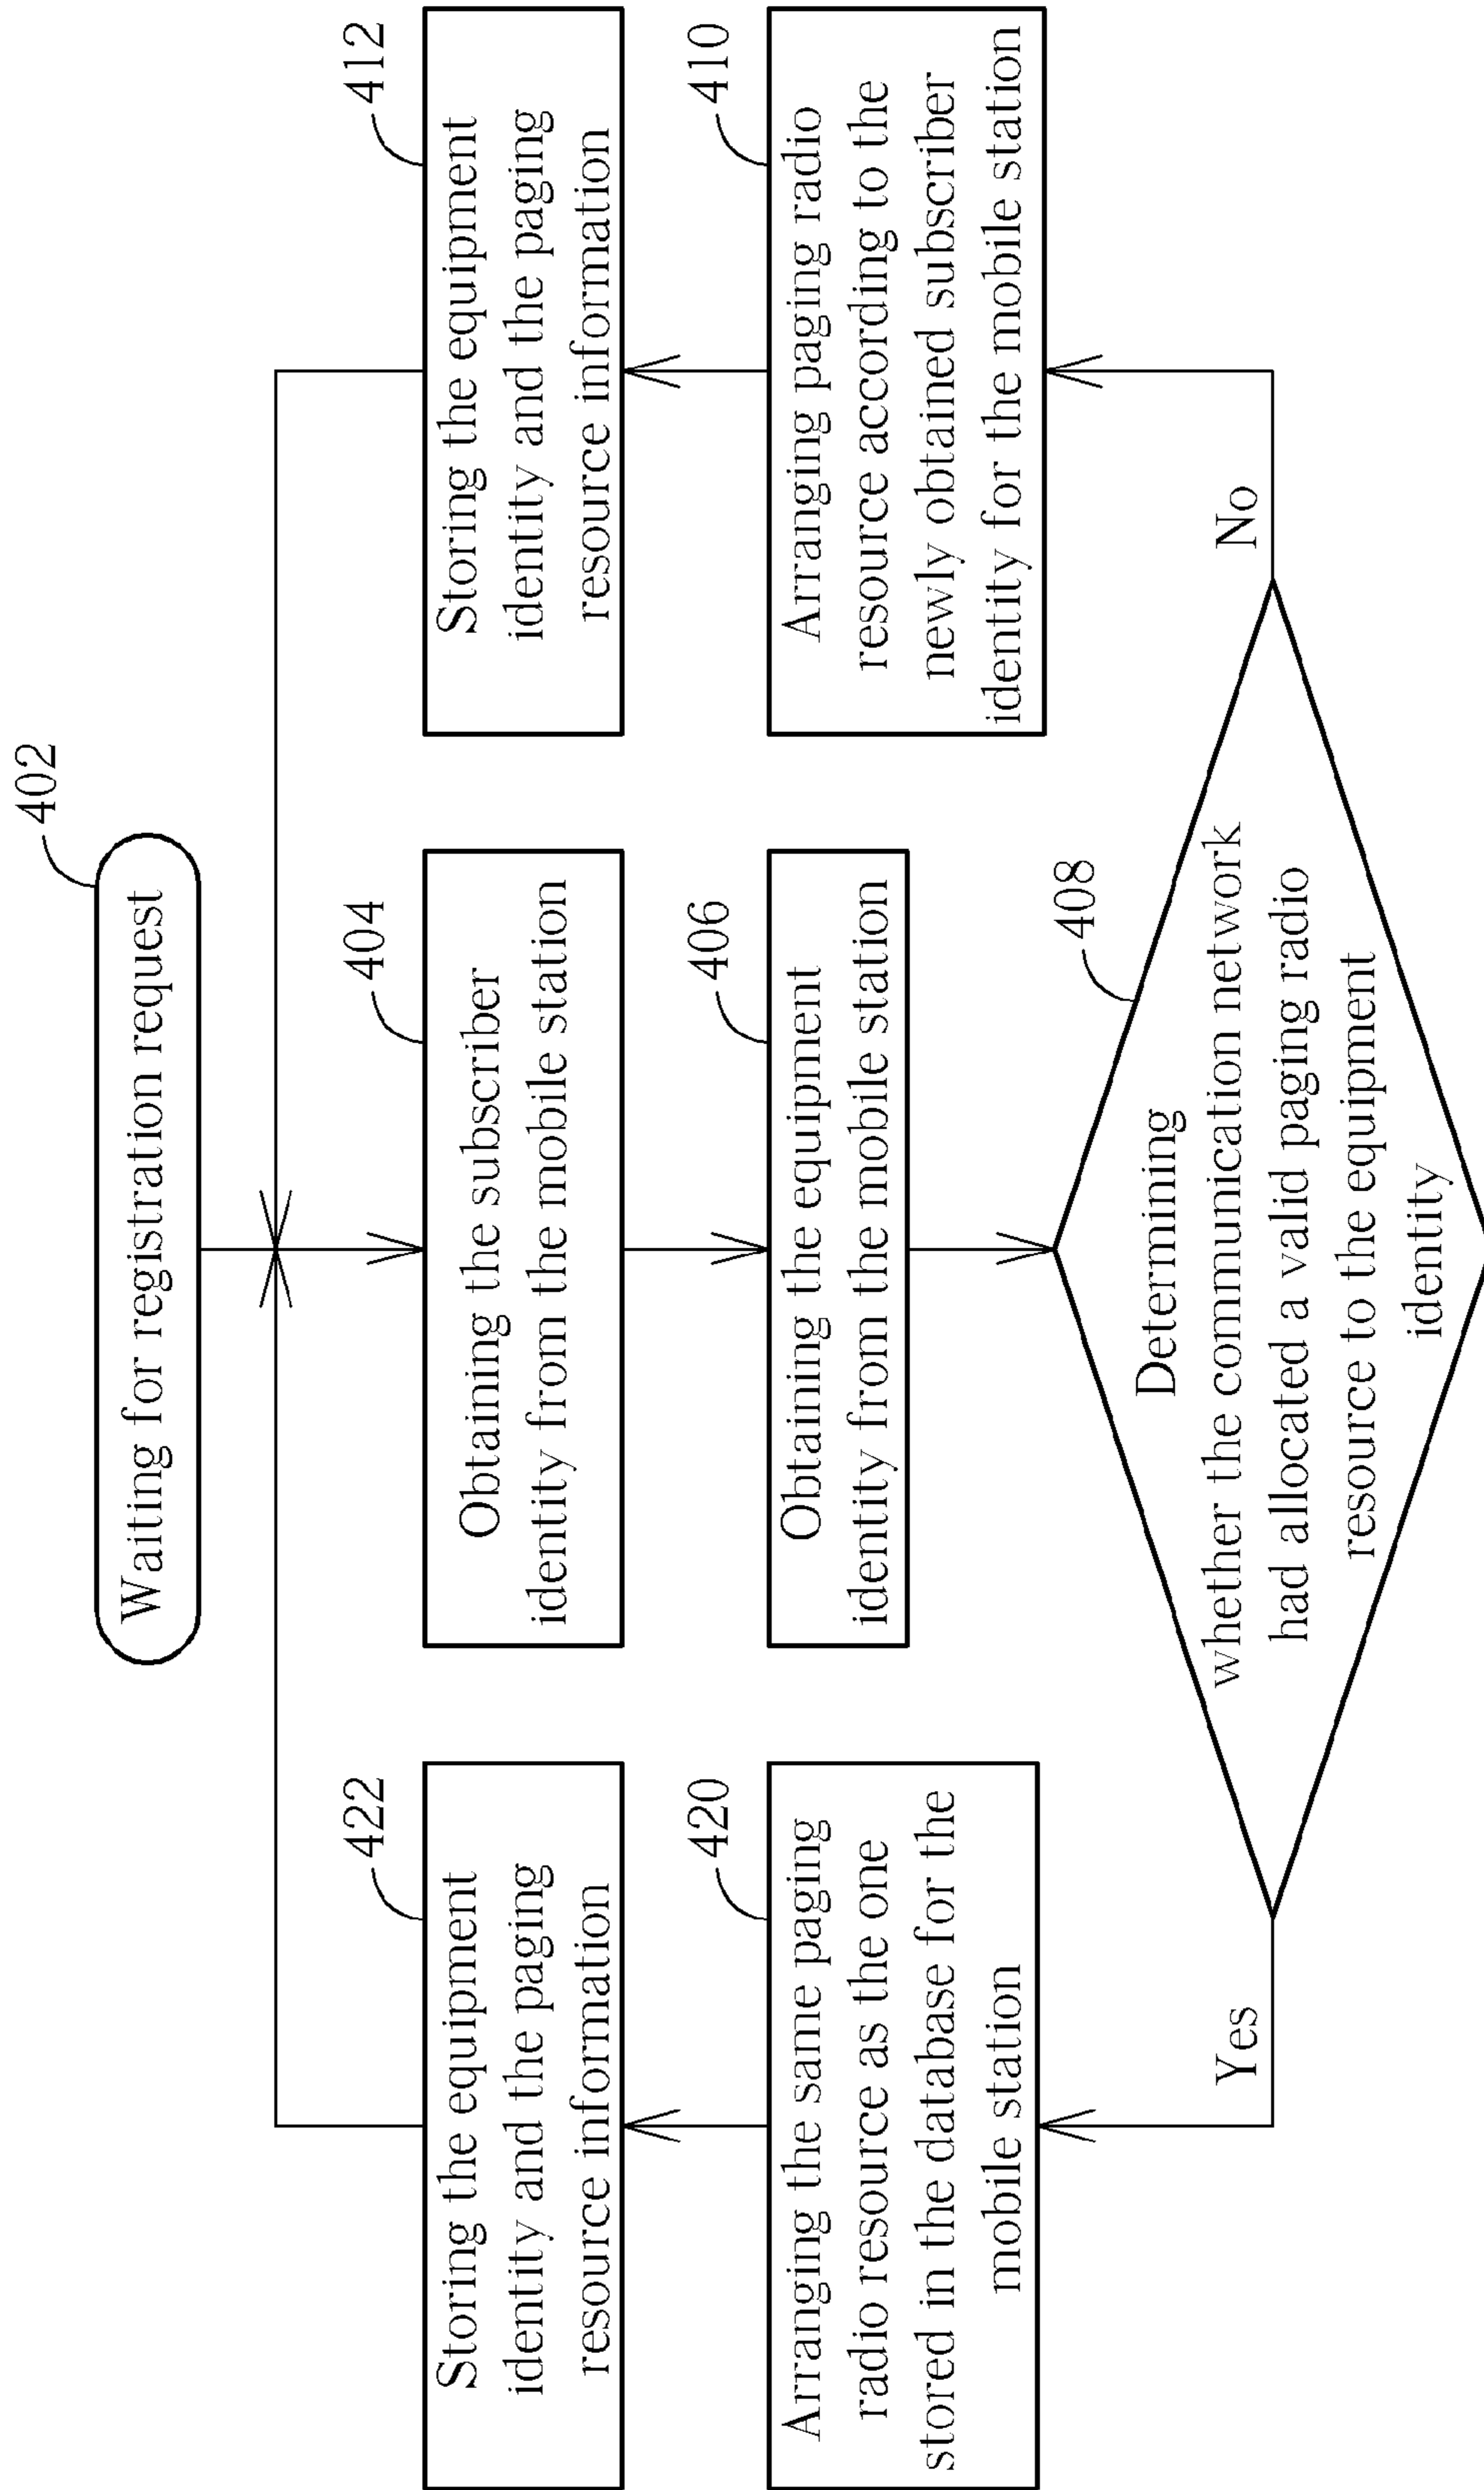 402
Waiting for registration request
404
Obtaining the subscriber
identity from the mobile station
406
Obtaining the equipment
identity from the mobile station
408
Determining
whether the communication network
had allocated a valid paging radio
resource to the equipment
identity
Yes
No
420
Arranging the same paging
radio resource as the one
stored in the database for the
mobile station
422
Storing the equipment
identity and the paging
resource information
410
Arranging paging radio
resource according to the
newly obtained subscriber
identity for the mobile station
412
Storing the equipment
identity and the paging
resource information